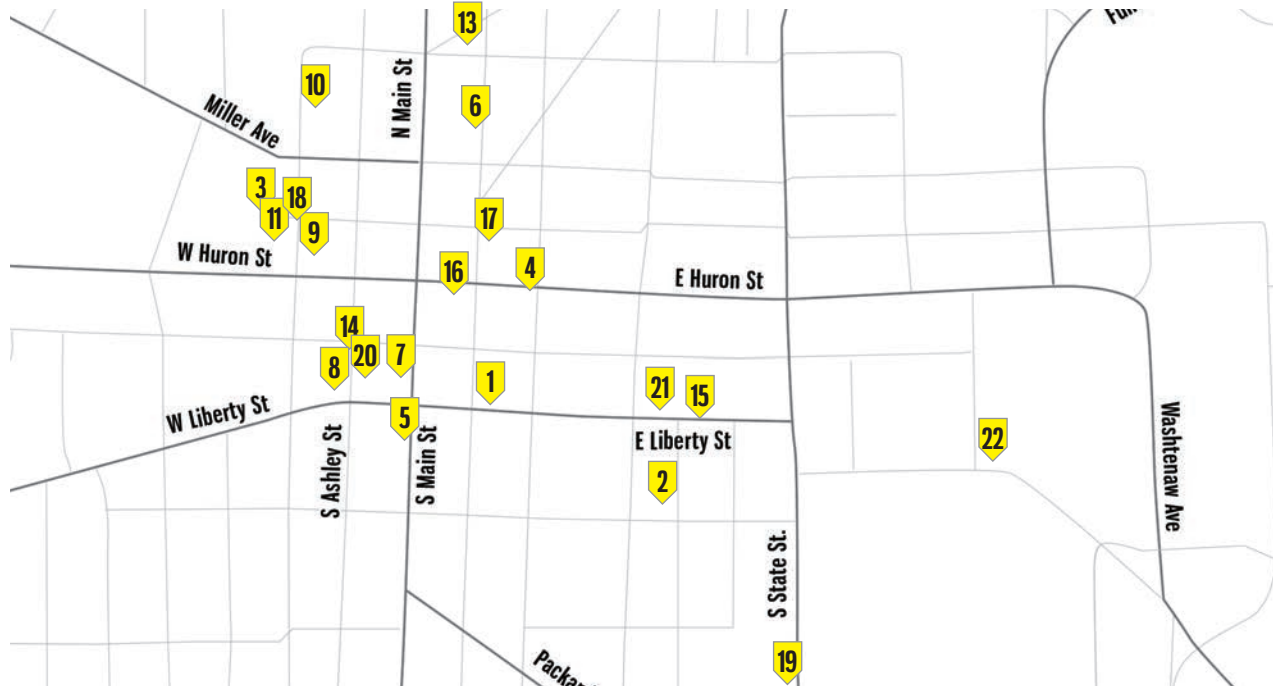 13
10
N Main St
6
Miller Ave
3
18
11
9
17
W Huron St
16
4
E Huron St
14
20
7
8
1
21
15
W Liberty St
5
E Liberty St
22
Washtenaw Ave
S Ashley St
S Main St
2
S State St.
19